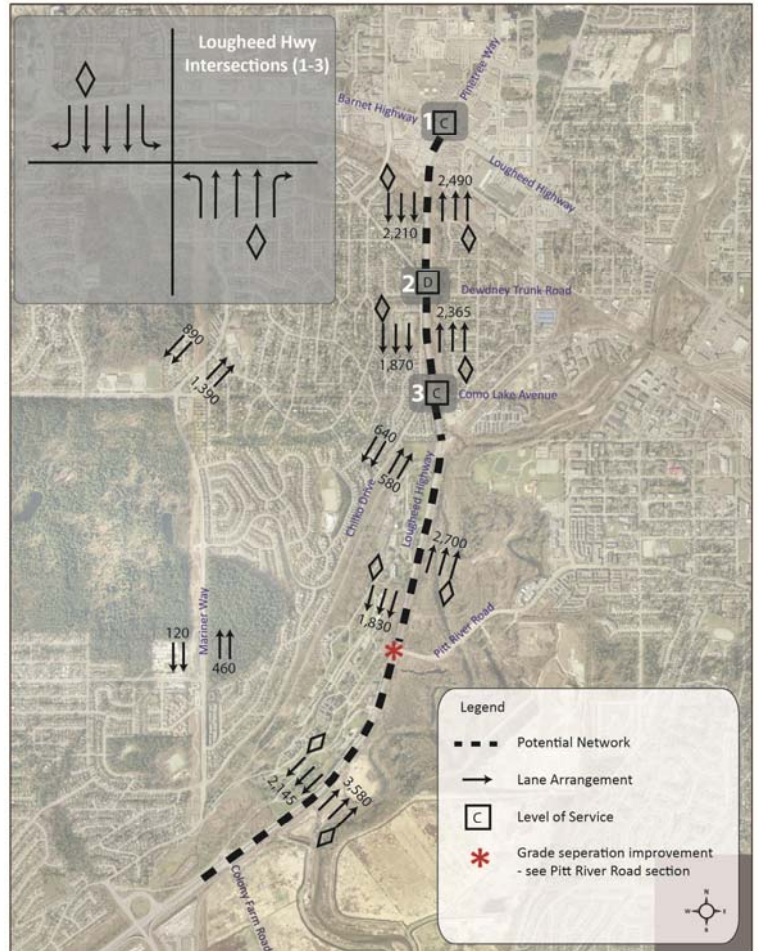 Lougheed Hwy
Intersections (1-3)
Pinetree Way
Barnet Highway
1 C
Lougheed Highway
2,490
2,210
2 D
Dewdney Trunk Road
2,365
1,870
890
1,390
3 C
Como Lake Avenue
640
580
Chilko Drive
Lougheed Highway
2,700
1,830
Pitt River Road
Mariner Way
120
460
2,145
3,580
Colony Farm Road
Legend
Potential Network
Lane Arrangement
C
Level of Service
Grade seperation improvement
- see Pitt River Road section
N
W
E
S